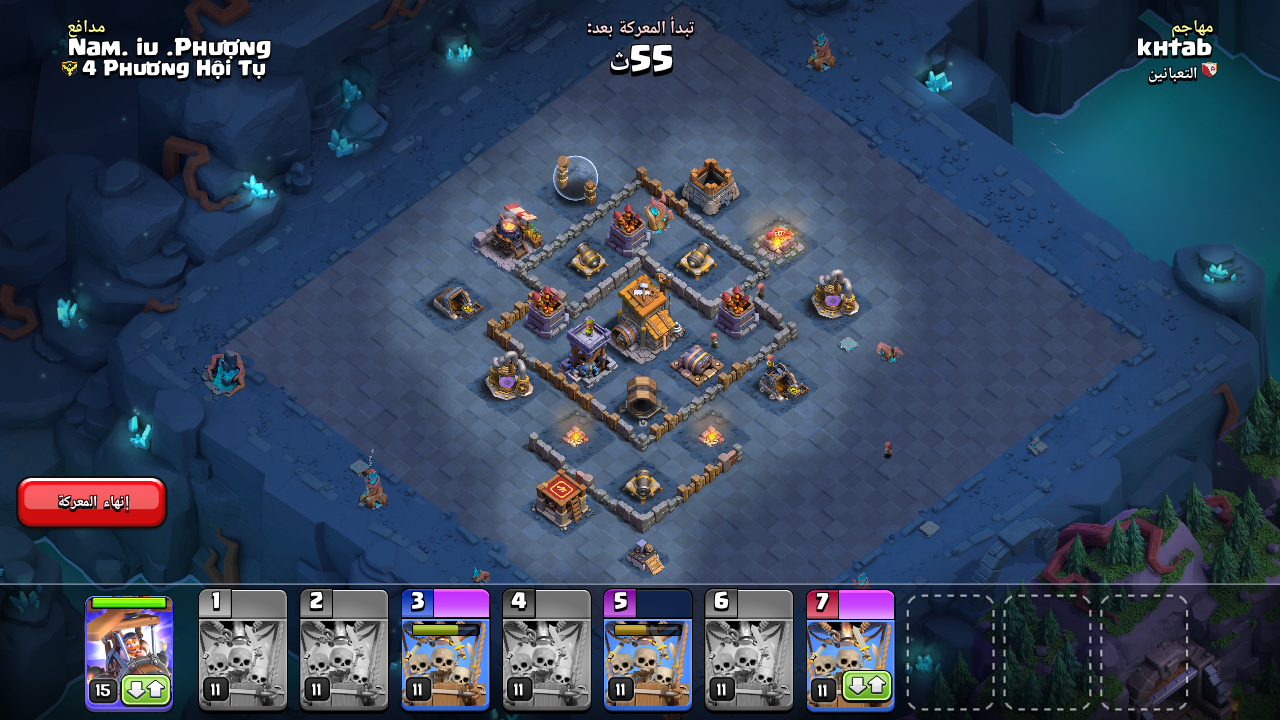 مدافع
Nam. iu .Phượng
4 Phương Hội Tụ
تبدأ المعركة بعد:
55ث
مهاجم
kHtab
التعبانين
إنهاء المعركة
15
1
11
2
11
3
11
4
11
5
11
6
11
7
11